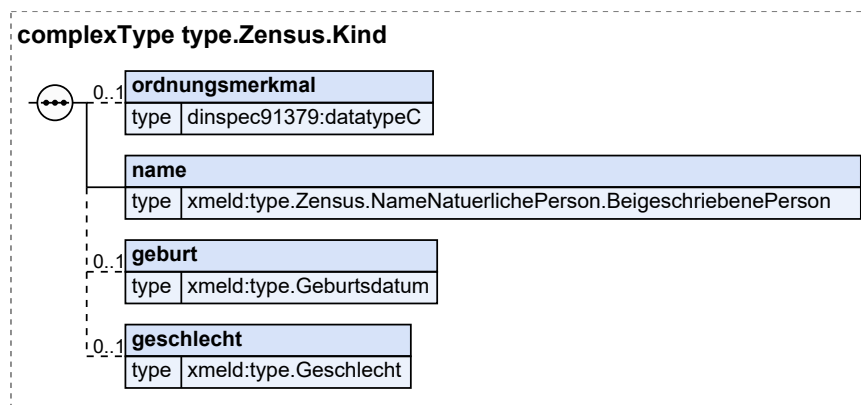 complexType type.Zensus.Kind
0..1 ordnungsmerkmal
type dinspec91379:datatypeC
name
type xmeld:type.Zensus.NameNatuerlichePerson.BeigeschriebenePerson
0..1 geburt
type xmeld:type.Geburtsdatum
0..1 geschlecht
type xmeld:type.Geschlecht